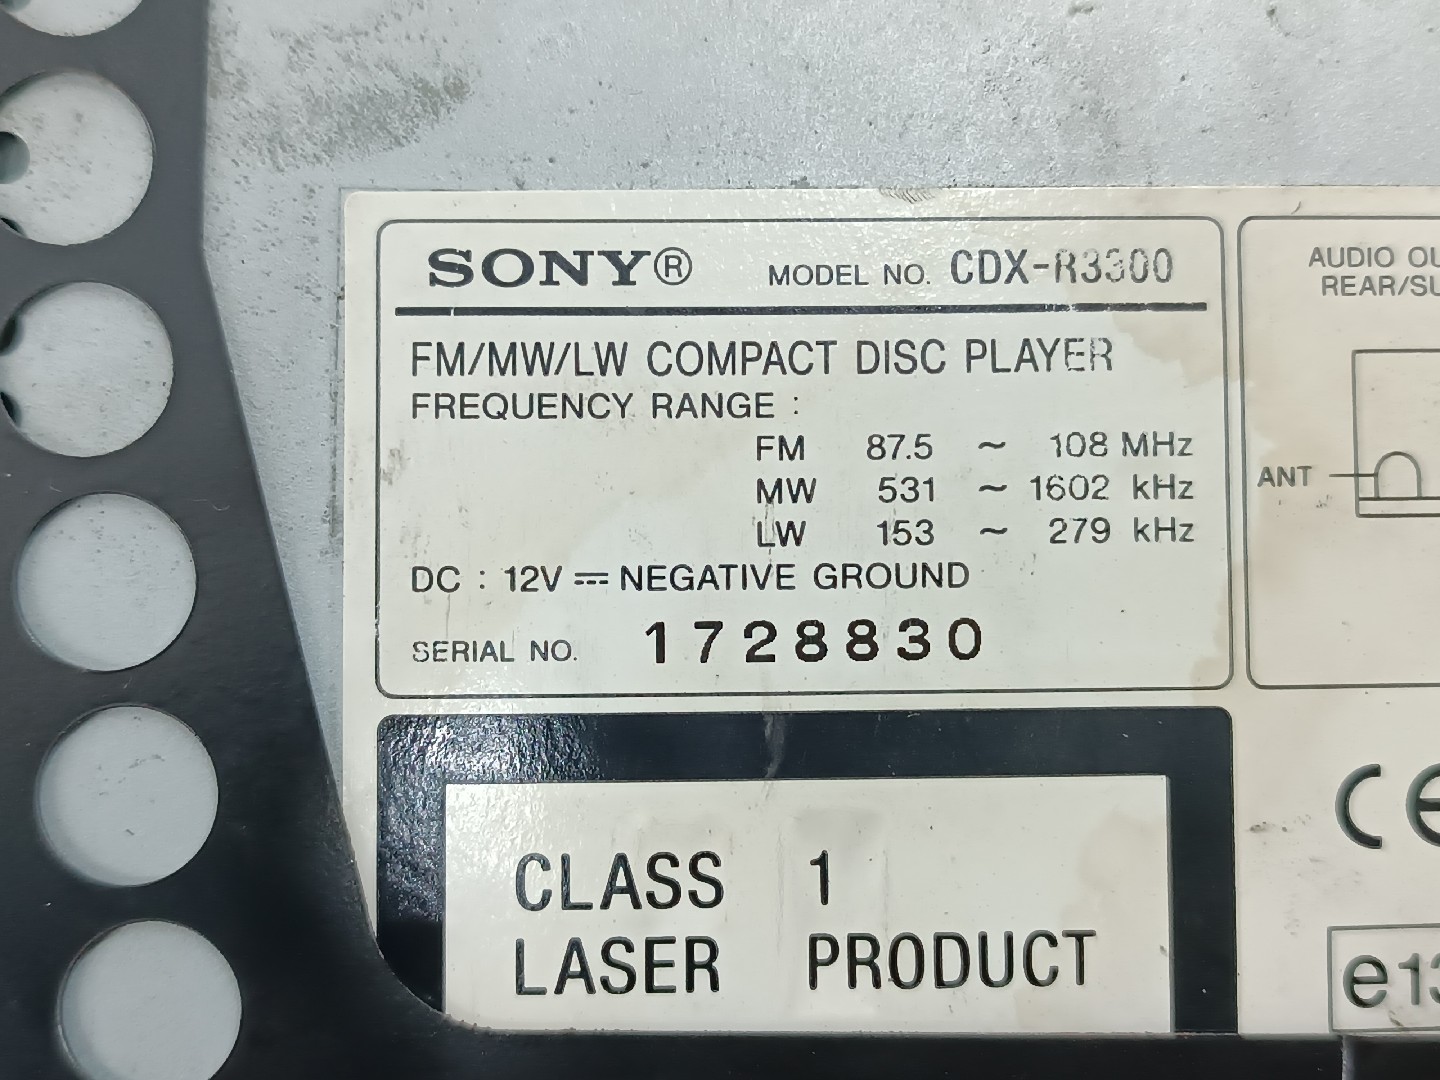 SONY® MODEL NO. CDX-R3300
FM/MW/LW COMPACT DISC PLAYER
FREQUENCY RANGE :
FM 87.5 ~ 108 MHz
MW 531 ~ 1602 kHz
LW 153 ~ 279 kHz
DC : 12V ⎓ NEGATIVE GROUND
SERIAL NO. 1728830
AUDIO
ANT
CLASS 1
LASER PRODUCT
CE